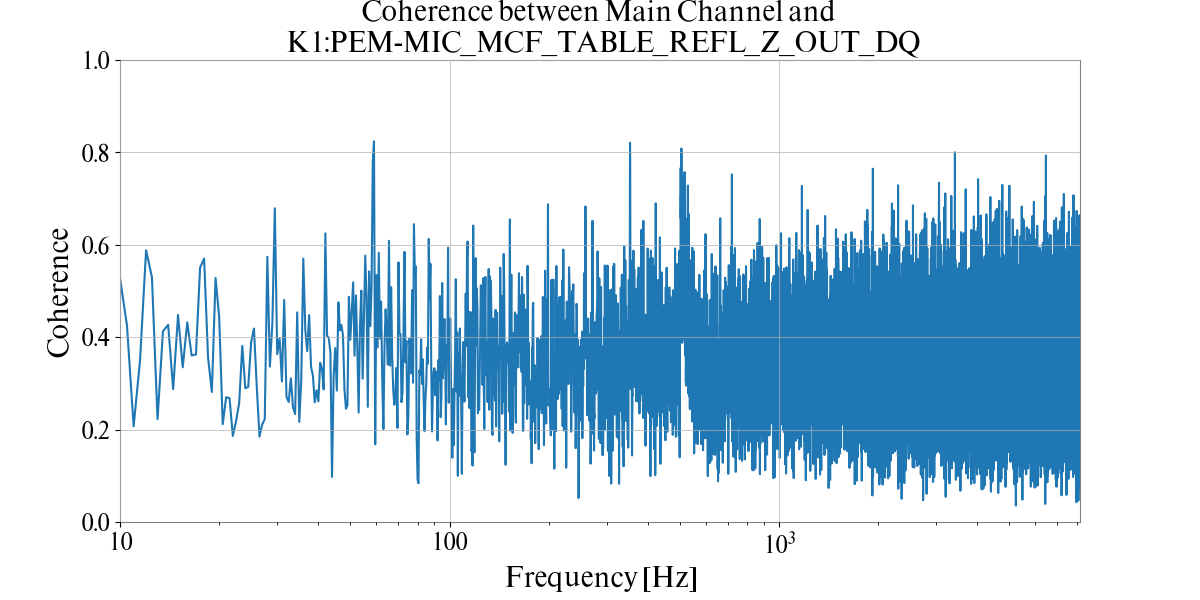 Coherence between Main Channel and
K1:PEM-MIC_MCF_TABLE_REFL_Z_OUT_DQ
1.0
0.8
0.6
0.4
0.2
0.0
Coherence
10
100
10³
Frequency [Hz]